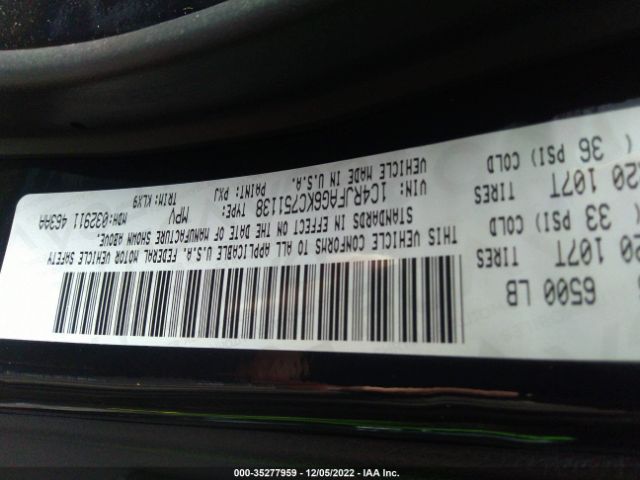 6500 LB
20 107T TIRES
( 33 PSI) COLD
20 107T TIRES
( 36 PSI) COLD
THIS VEHICLE CONFORMS TO ALL APPLICABLE U.S.A. FEDERAL MOTOR VEHICLE SAFETY
STANDARDS IN EFFECT ON THE DATE OF MANUFACTURE SHOWN ABOVE.
VIN: 1C4RJFAG6KC751138 TYPE: MPV MDH:032911 463AA
VEHICLE MADE IN U.S.A. PAINT: PXJ TRIM: KLX9
000-35277959 - 12/05/2022 - IAA Inc.